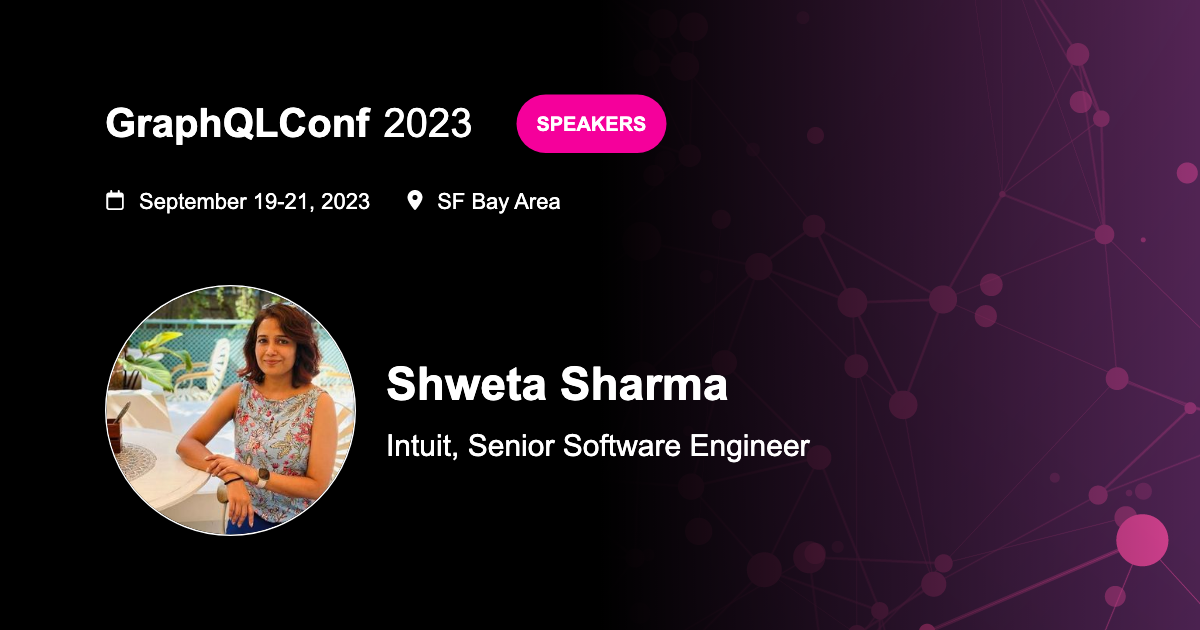 GraphQLConf 2023 SPEAKERS
September 19-21, 2023 SF Bay Area
Shweta Sharma
Intuit, Senior Software Engineer